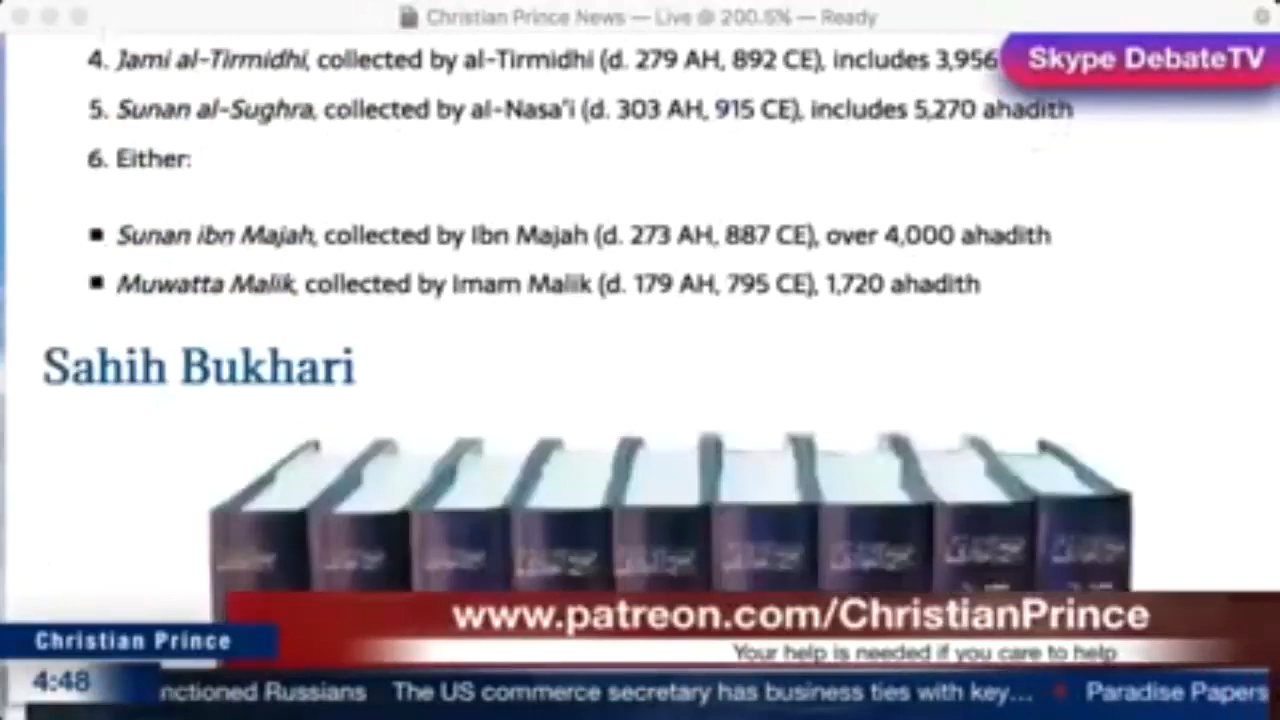 Christian Prince News — Live @ 200.5% — Ready
Skype DebateTV
4. Jami al-Tirmidhi, collected by al-Tirmidhi (d. 279 AH, 892 CE), includes 3,956
5. Sunan al-Sughra, collected by al-Nasa'i (d. 303 AH, 915 CE), includes 5,270 ahadith
6. Either:
■ Sunan ibn Majah, collected by Ibn Majah (d. 273 AH, 887 CE), over 4,000 ahadith
■ Muwatta Malik, collected by Imam Malik (d. 179 AH, 795 CE), 1,720 ahadith
Sahih Bukhari
www.patreon.com/ChristianPrince
Christian Prince
Your help is needed if you care to help
4:48
nctioned Russians The US commerce secretary has business ties with key... Paradise Papers